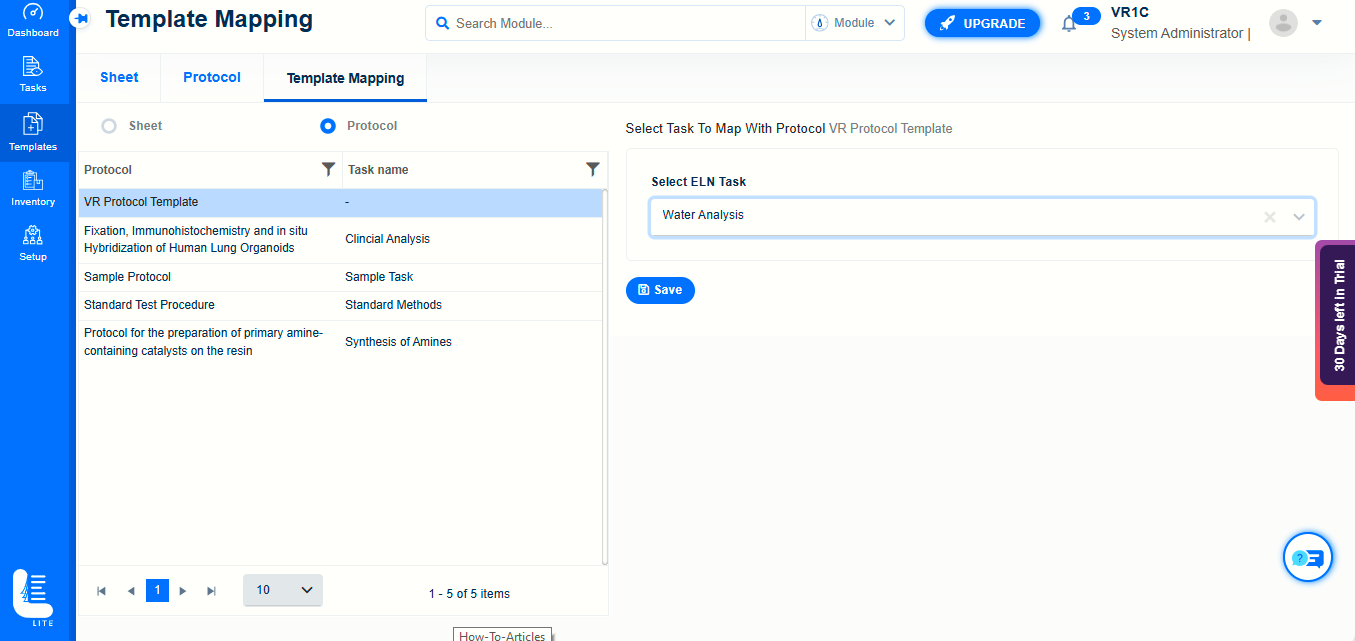 Template Mapping
Search Module...
Module
UPGRADE
3
VR1C
System Administrator |
Dashboard
Tasks
Templates
Inventory
Setup
LITE
Sheet
Protocol
Template Mapping
Sheet
Protocol
Protocol
Task name
VR Protocol Template
-
Fixation, Immunohistochemistry and in situ
Hybridization of Human Lung Organoids
Clincial Analysis
Sample Protocol
Sample Task
Standard Test Procedure
Standard Methods
Protocol for the preparation of primary amine-
containing catalysts on the resin
Synthesis of Amines
1
10
1 - 5 of 5 items
How-To-Articles
Select Task To Map With Protocol VR Protocol Template
Select ELN Task
Water Analysis
Save
30 Days left in Trial
?